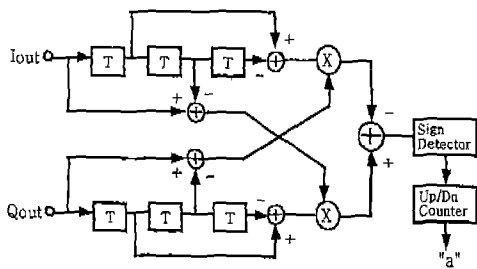 Iout
T
T
T
+
-
+
X
-
+
+
-
+
+
Sign
Detector
+
+
-
Up/Dn
Counter
Qout
T
T
T
-
+
+
X
"a"